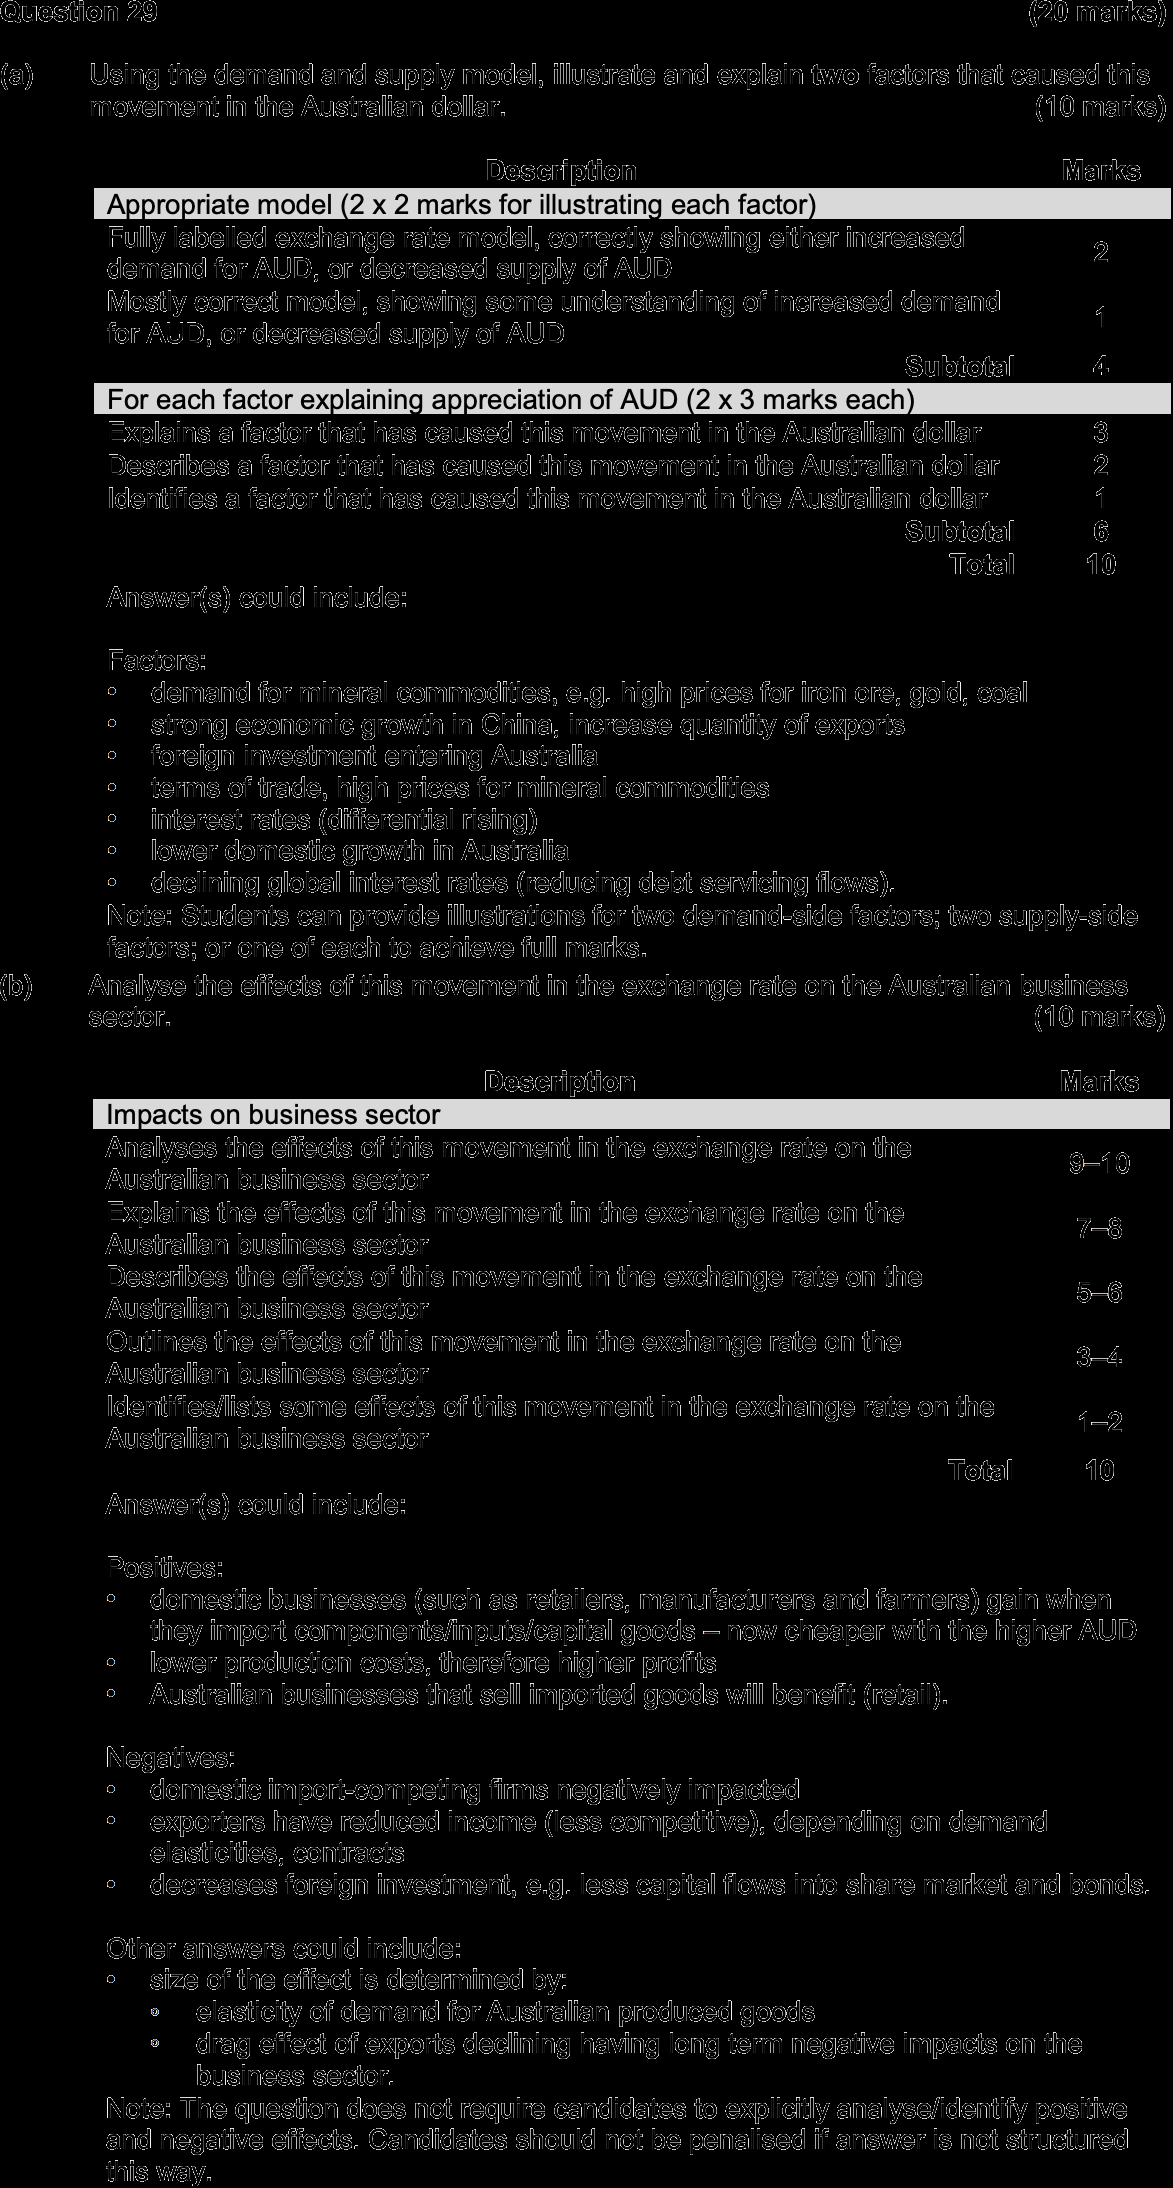 Question 29 (20 marks)
(a) Using the demand and supply model, illustrate and explain two factors that caused this
movement in the Australian dollar. (10 marks)
Description Marks
Appropriate model (2 x 2 marks for illustrating each factor)
Fully labelled exchange rate model, correctly showing either increased
demand for AUD, or decreased supply of AUD 2
Mostly correct model, showing some understanding of increased demand
for AUD, or decreased supply of AUD 1
Subtotal 4
For each factor explaining appreciation of AUD (2 x 3 marks each)
Explains a factor that has caused this movement in the Australian dollar 3
Describes a factor that has caused this movement in the Australian dollar 2
Identifies a factor that has caused this movement in the Australian dollar 1
Subtotal 6
Total 10
Answer(s) could include:
Factors:
• demand for mineral commodities, e.g. high prices for iron ore, gold, coal
• strong economic growth in China, increase quantity of exports
• foreign investment entering Australia
• terms of trade, high prices for mineral commodities
• interest rates (differential rising)
• lower domestic growth in Australia
• declining global interest rates (reducing debt servicing flows).
Note: Students can provide illustrations for two demand-side factors; two supply-side
factors; or one of each to achieve full marks.
(b) Analyse the effects of this movement in the exchange rate on the Australian business
sector. (10 marks)
Description Marks
Impacts on business sector
Analyses the effects of this movement in the exchange rate on the
Australian business sector 9–10
Explains the effects of this movement in the exchange rate on the
Australian business sector 7–8
Describes the effects of this movement in the exchange rate on the
Australian business sector 5–6
Outlines the effects of this movement in the exchange rate on the
Australian business sector 3–4
Identifies/lists some effects of this movement in the exchange rate on the
Australian business sector 1–2
Total 10
Answer(s) could include:
Positives:
• domestic businesses (such as retailers, manufacturers and farmers) gain when
they import components/inputs/capital goods – now cheaper with the higher AUD
• lower production costs, therefore higher profits
• Australian businesses that sell imported goods will benefit (retail).
Negatives:
• domestic import-competing firms negatively impacted
• exporters have reduced income (less competitive), depending on demand
elasticities, contracts
• decreases foreign investment, e.g. less capital flows into share market and bonds.
Other answers could include:
• size of the effect is determined by:
• elasticity of demand for Australian produced goods
• drag effect of exports declining having long term negative impacts on the
business sector.
Note: The question does not require candidates to explicitly analyse/identify positive
and negative effects. Candidates should not be penalised if answer is not structured
this way.